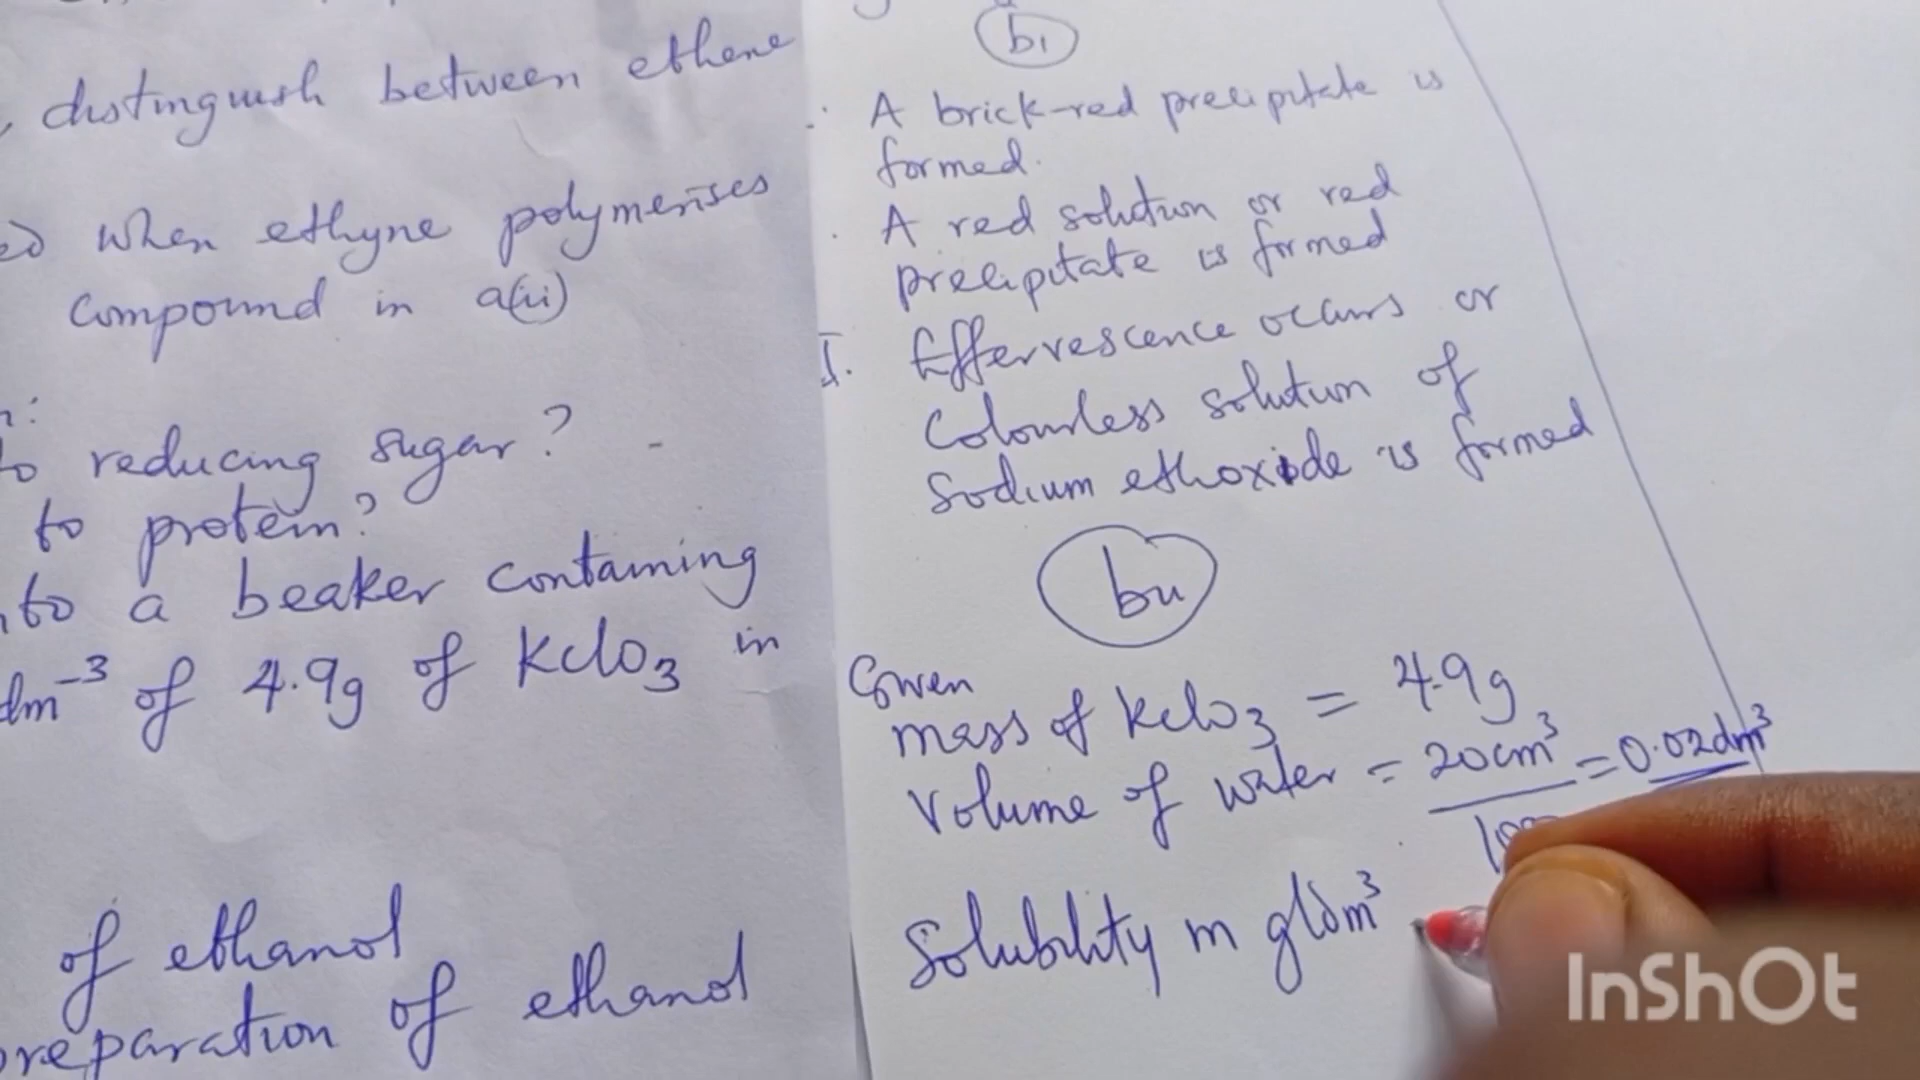 distinguish between ethene
when ethyne polymerises
compound in a(ii)
to reducing sugar?
to protein?
into a beaker containing
dm⁻³ of 4.9g of KClO₃ in
of ethanol
preparation of ethanol
bi
A brick-red precipitate is
formed.
A red solution or red
precipitate is formed
I. Effervescence occurs or
Colourless solution of
Sodium ethoxide is formed
bii
Given
mass of KClO₃ = 4.9g
Volume of water = 20cm³ = 0.02dm³
Solubility in g/dm³
InShOt